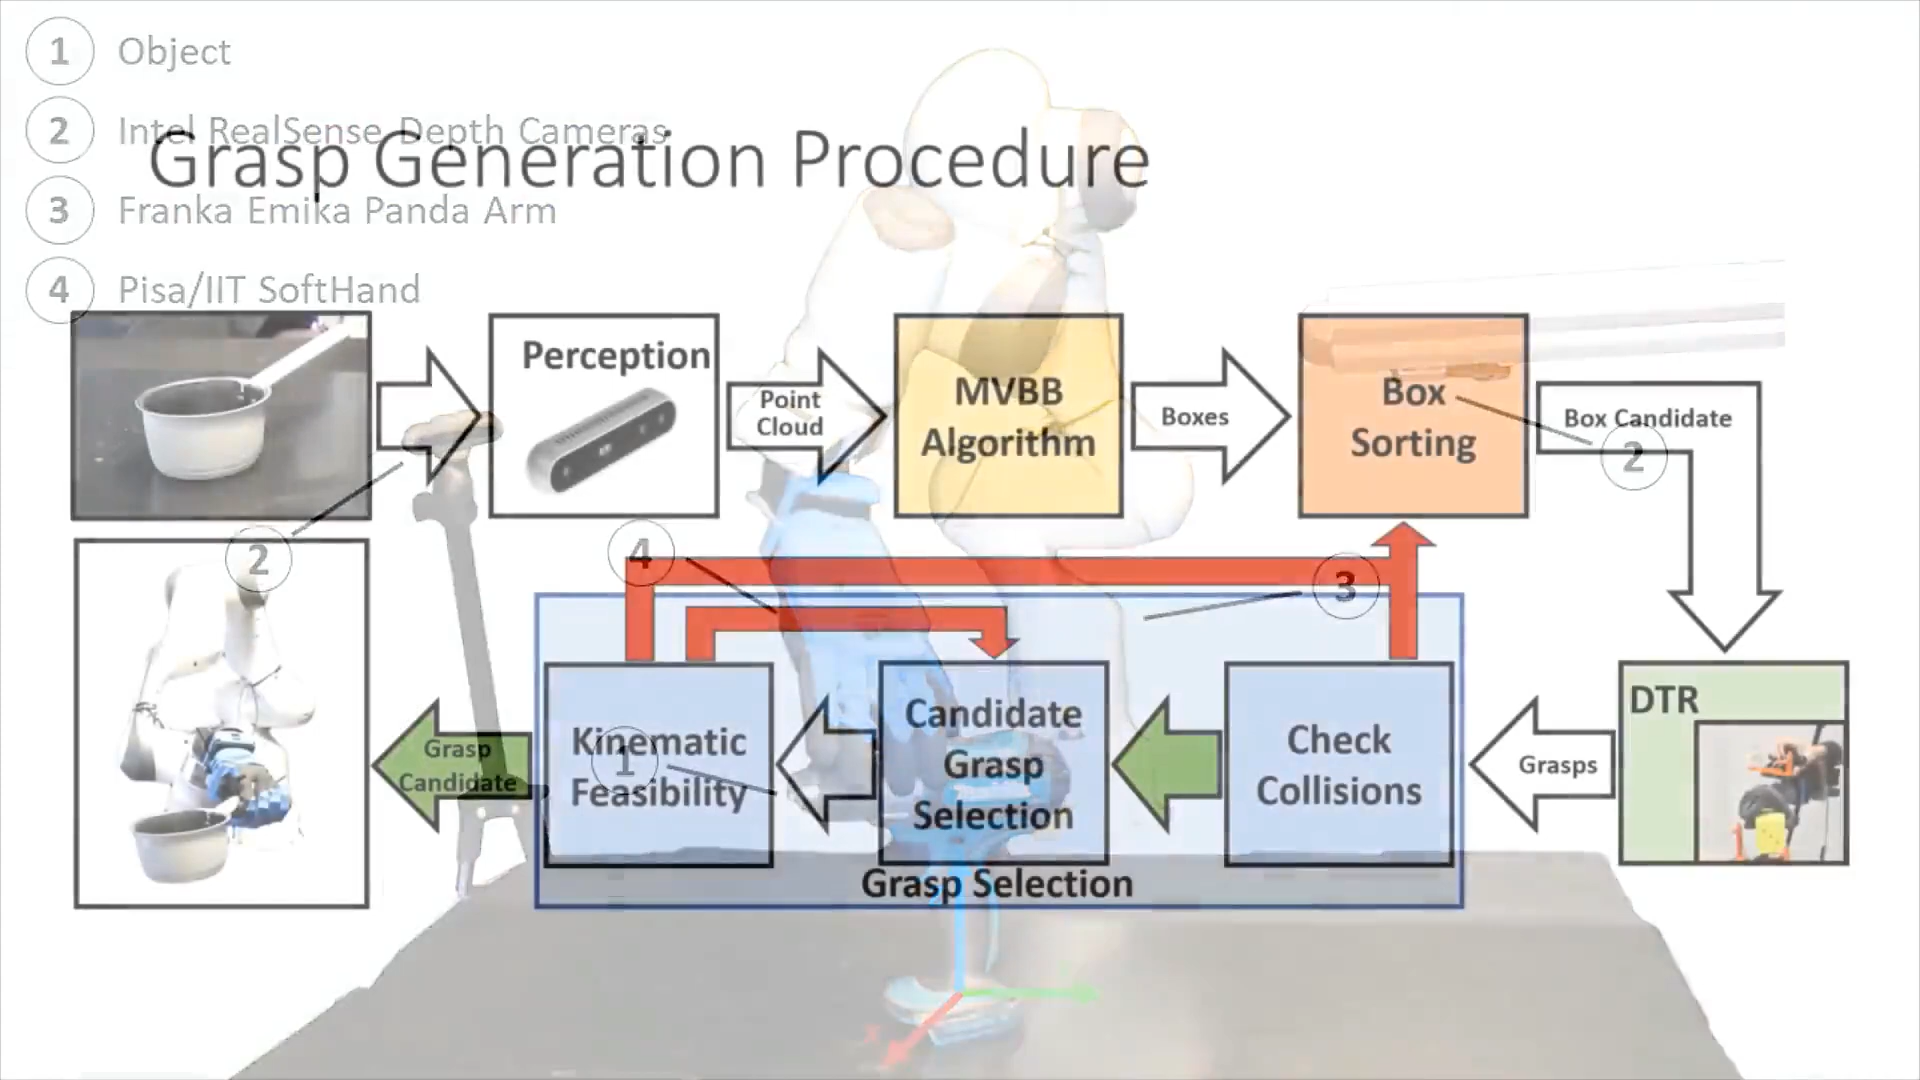 1 Object
2 Intel RealSense Depth Cameras
Grasp Generation Procedure
3 Franka Emika Panda Arm
4 Pisa/IIT SoftHand
Perception
Point
Cloud
MVBB
Algorithm
Boxes
Box
Sorting
Box Candidate
2
2
4
3
DTR
Grasps
Check
Collisions
Candidate
Grasp
Selection
Kinematic
Feasibility
1
Grasp
Candidate
Grasp Selection